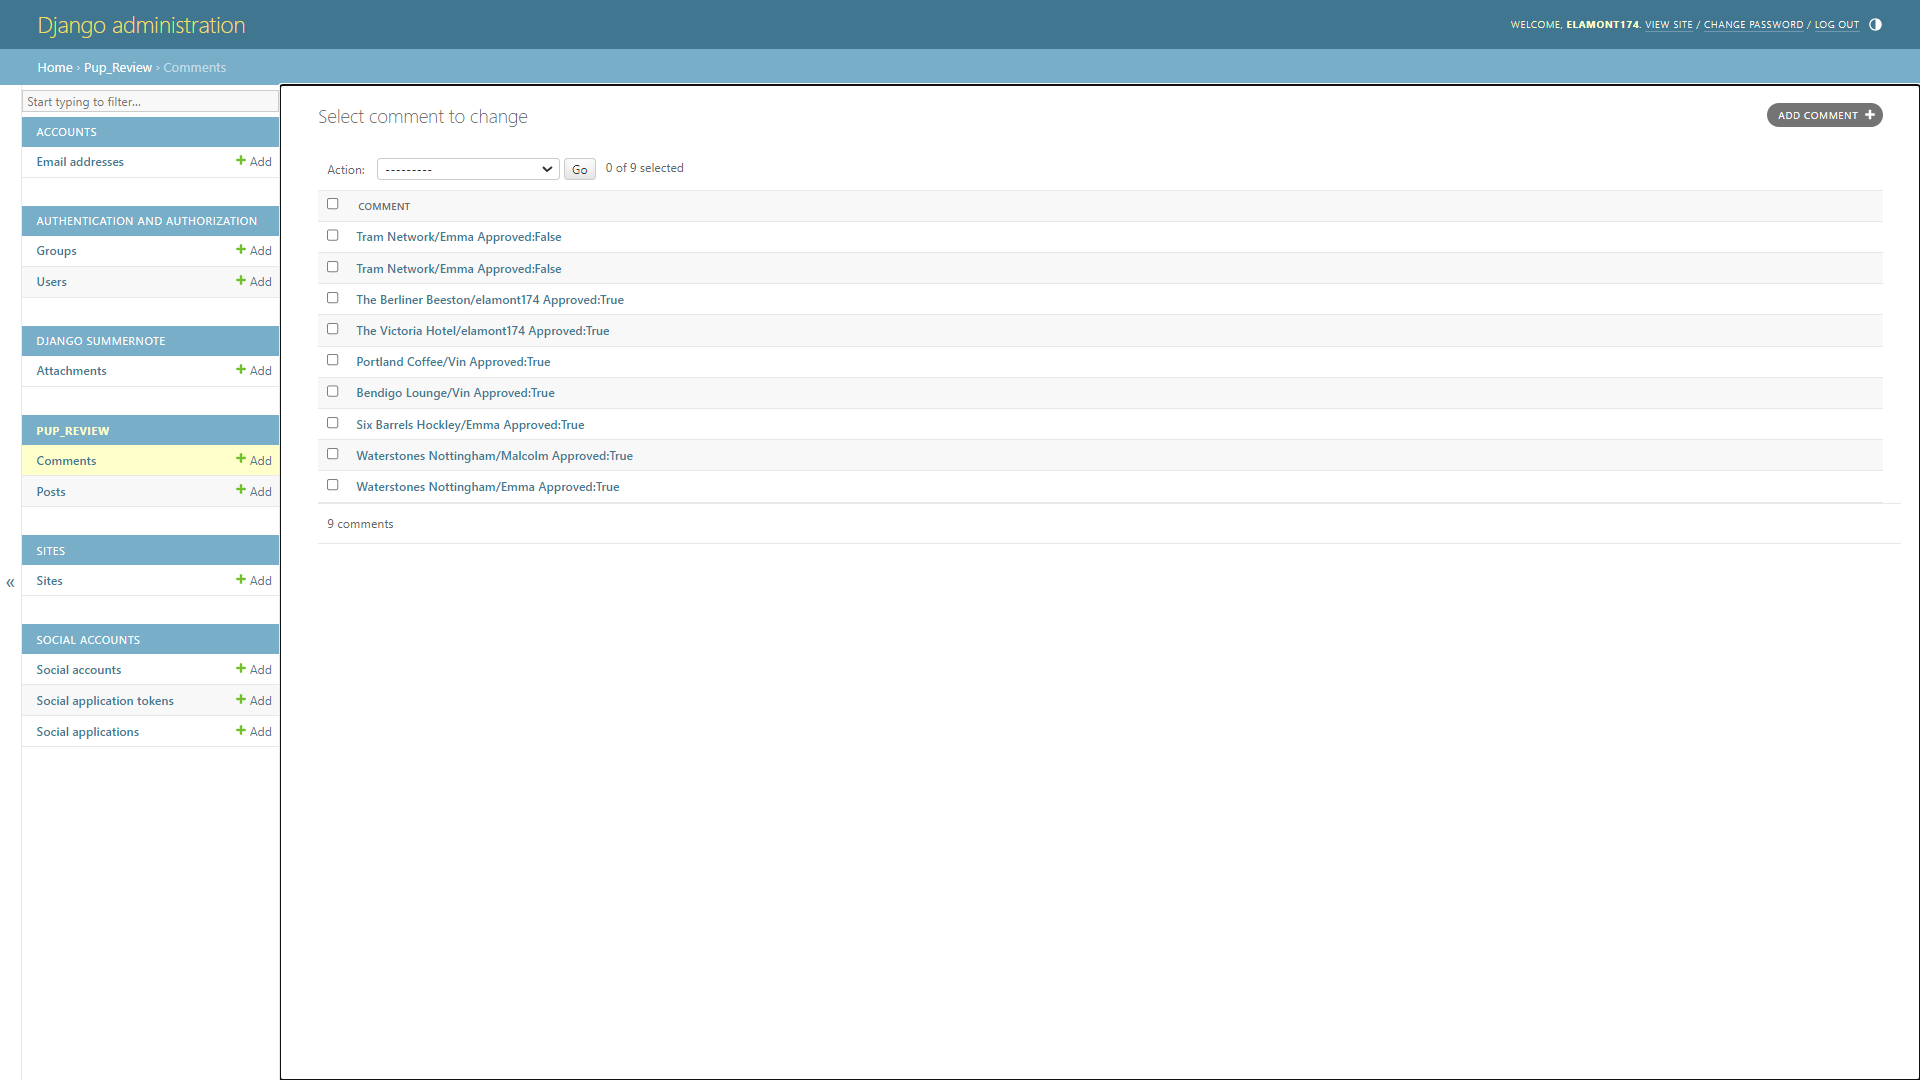 Django administration
WELCOME, ELAMONT174. VIEW SITE / CHANGE PASSWORD / LOG OUT
Home › Pup_Review › Comments
Start typing to filter...
ACCOUNTS
Email addresses + Add
AUTHENTICATION AND AUTHORIZATION
Groups + Add
Users + Add
DJANGO SUMMERNOTE
Attachments + Add
PUP_REVIEW
Comments + Add
Posts + Add
SITES
Sites + Add
SOCIAL ACCOUNTS
Social accounts + Add
Social application tokens + Add
Social applications + Add
«
Select comment to change
ADD COMMENT +
Action: --------- Go 0 of 9 selected
COMMENT
Tram Network/Emma Approved:False
Tram Network/Emma Approved:False
The Berliner Beeston/elamont174 Approved:True
The Victoria Hotel/elamont174 Approved:True
Portland Coffee/Vin Approved:True
Bendigo Lounge/Vin Approved:True
Six Barrels Hockley/Emma Approved:True
Waterstones Nottingham/Malcolm Approved:True
Waterstones Nottingham/Emma Approved:True
9 comments